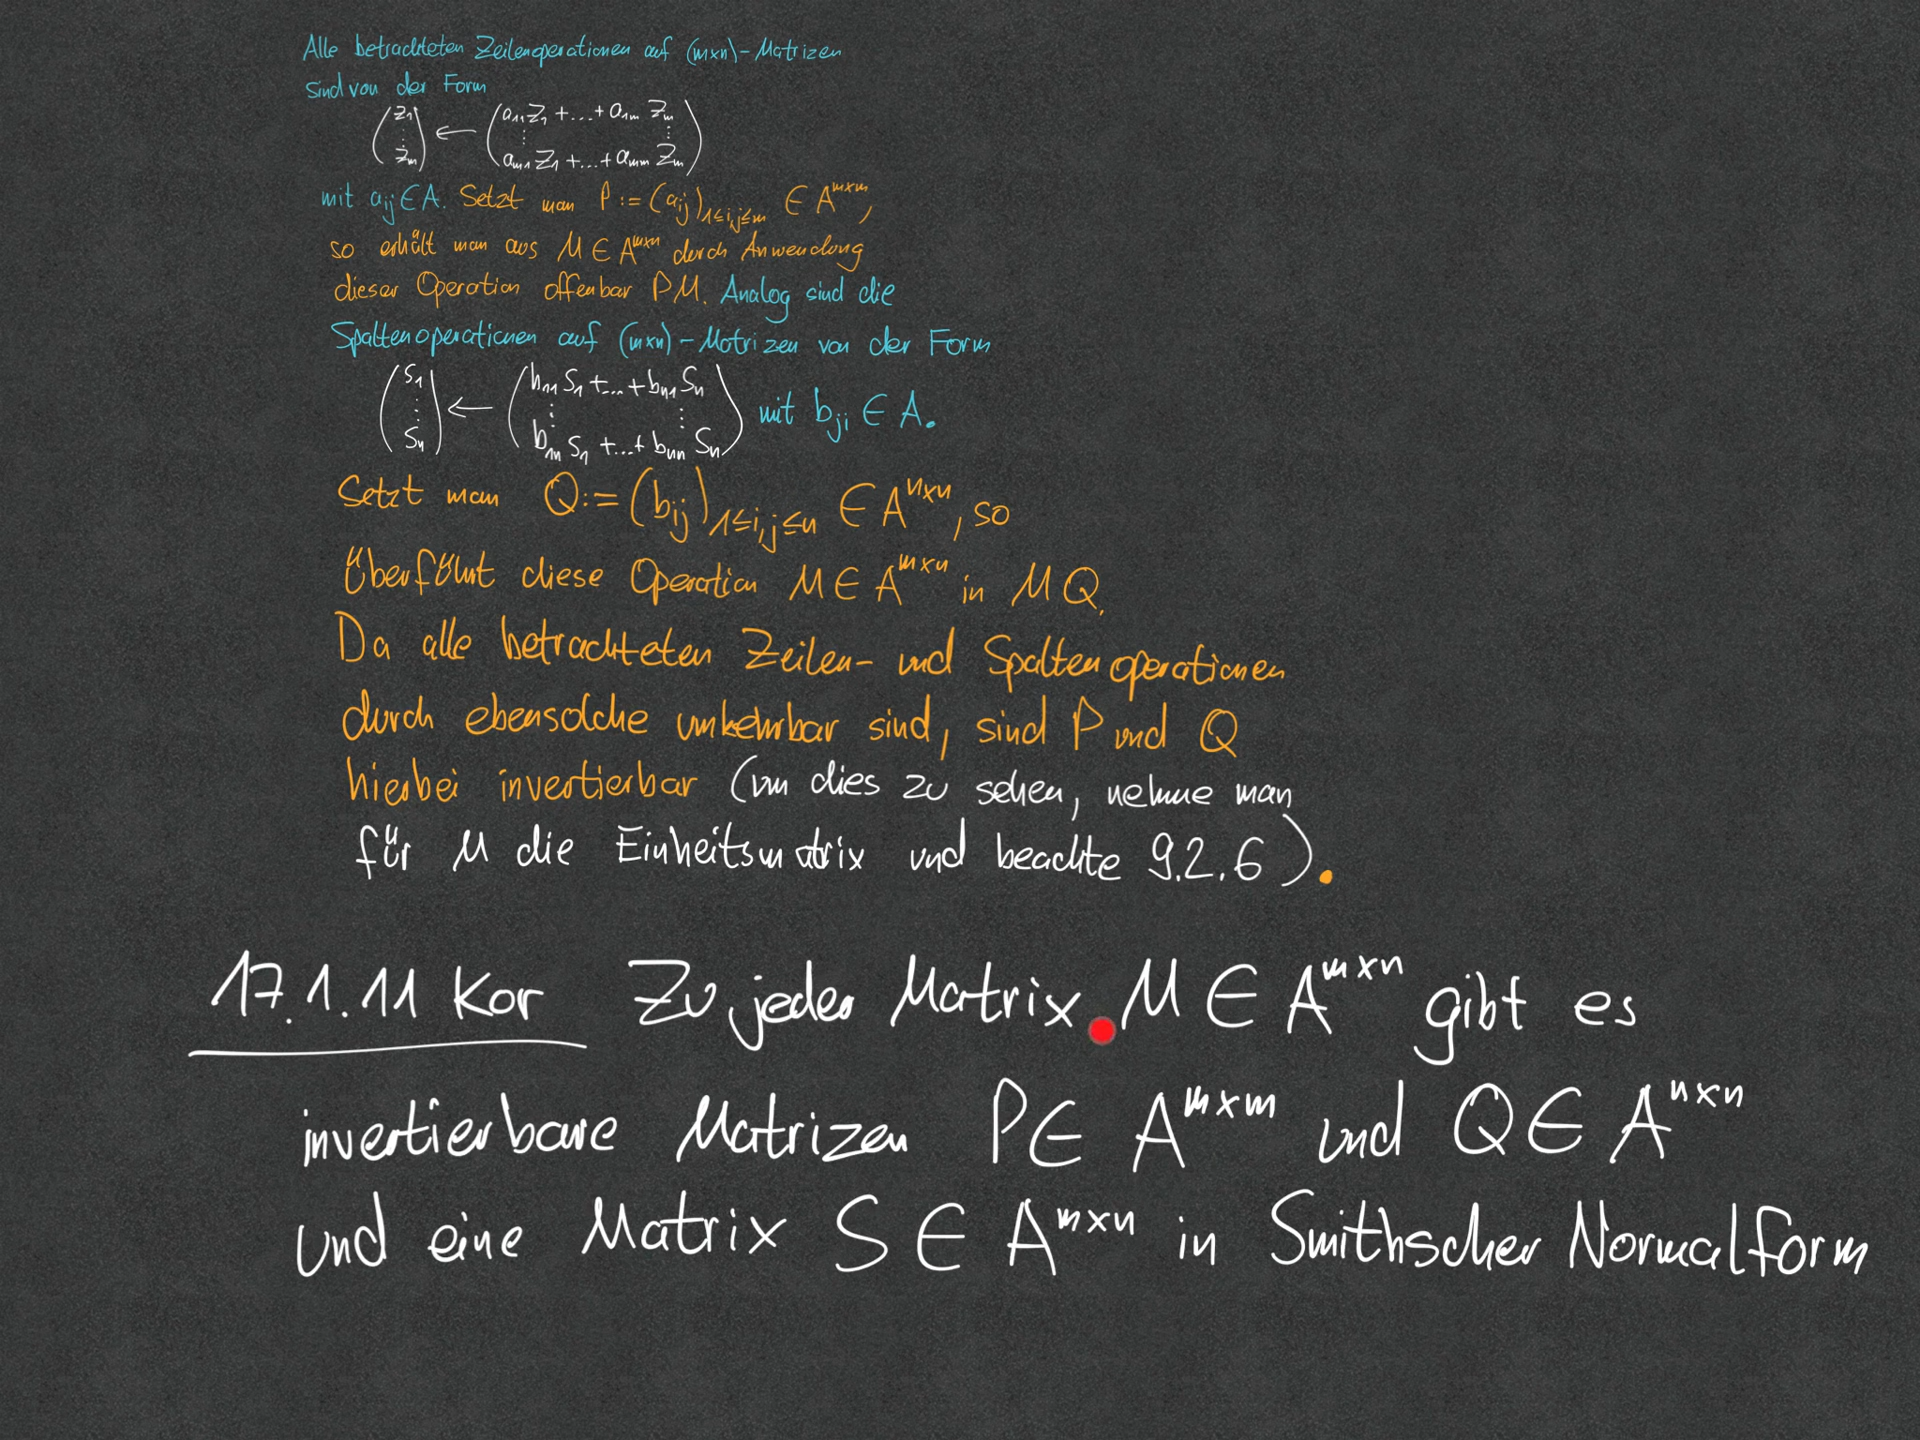 Alle betrachteten Zeilenoperationen auf (m×n)-Matrizen
sind von der Form
(z₁ ⋮ zₘ) ← (a₁₁z₁ + … + a₁ₘ zₘ ⋮ ⋮ aₘ₁ z₁ + … + aₘₘ zₘ)
mit aᵢⱼ ∈ A. Setzt man P := (aᵢⱼ)₁≤ᵢ,ⱼ≤ₘ ∈ A^{m×m},
so erhält man aus M ∈ A^{m×n} durch Anwendung
dieser Operation offenbar PM. Analog sind die
Spaltenoperationen auf (m×n)-Matrizen von der Form
(s₁ ⋮ sₙ) ← (b₁₁ s₁ + … + bₙ₁ sₙ ⋮ ⋮ b₁ₙ s₁ + … + bₙₙ sₙ) mit bⱼᵢ ∈ A.
Setzt man Q := (bᵢⱼ)₁≤ᵢ,ⱼ≤ₙ ∈ A^{n×n}, so
überführt diese Operation M ∈ A^{m×n} in MQ.
Da alle betrachteten Zeilen- und Spaltenoperationen
durch ebensolche umkehrbar sind, sind P und Q
hierbei invertierbar (um dies zu sehen, nehme man
für M die Einheitsmatrix und beachte 9.2.6).
17.1.11 Kor Zu jeder Matrix M ∈ A^{m×n} gibt es
invertierbare Matrizen P ∈ A^{m×m} und Q ∈ A^{n×n}
und eine Matrix S ∈ A^{m×n} in Smithscher Normalform